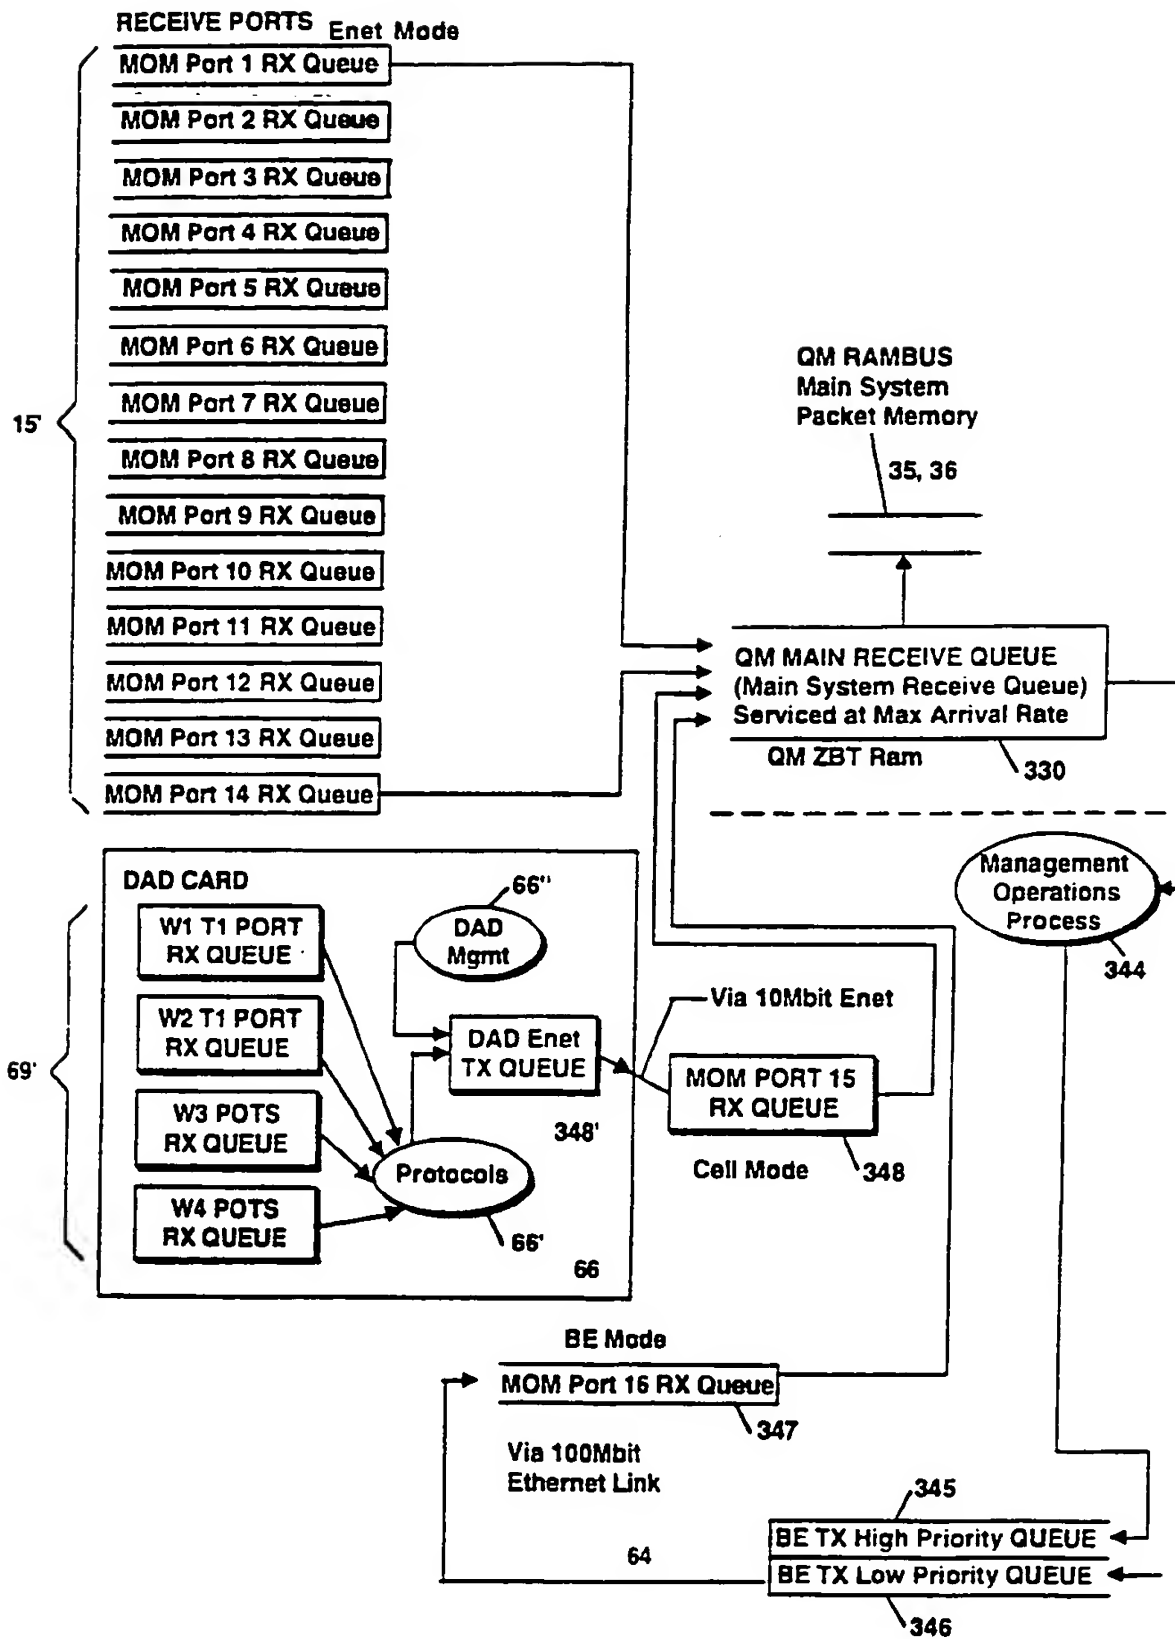 RECEIVE PORTS Enet Mode
MOM Port 1 RX Queue
MOM Port 2 RX Queue
MOM Port 3 RX Queue
MOM Port 4 RX Queue
MOM Port 5 RX Queue
MOM Port 6 RX Queue
MOM Port 7 RX Queue
MOM Port 8 RX Queue
MOM Port 9 RX Queue
MOM Port 10 RX Queue
MOM Port 11 RX Queue
MOM Port 12 RX Queue
MOM Port 13 RX Queue
MOM Port 14 RX Queue
15'
QM RAMBUS
Main System
Packet Memory
35, 36
QM MAIN RECEIVE QUEUE
(Main System Receive Queue)
Serviced at Max Arrival Rate
QM ZBT Ram
330
Management
Operations
Process
344
DAD CARD
66"
W1 T1 PORT
RX QUEUE
DAD
Mgmt
W2 T1 PORT
RX QUEUE
69'
W3 POTS
RX QUEUE
W4 POTS
RX QUEUE
DAD Enet
TX QUEUE
348'
Protocols
66'
66
Via 10Mbit Enet
MOM PORT 15
RX QUEUE
Cell Mode
348
BE Mode
MOM Port 16 RX Queue
347
Via 100Mbit
Ethernet Link
345
BE TX High Priority QUEUE
64
BE TX Low Priority QUEUE
346